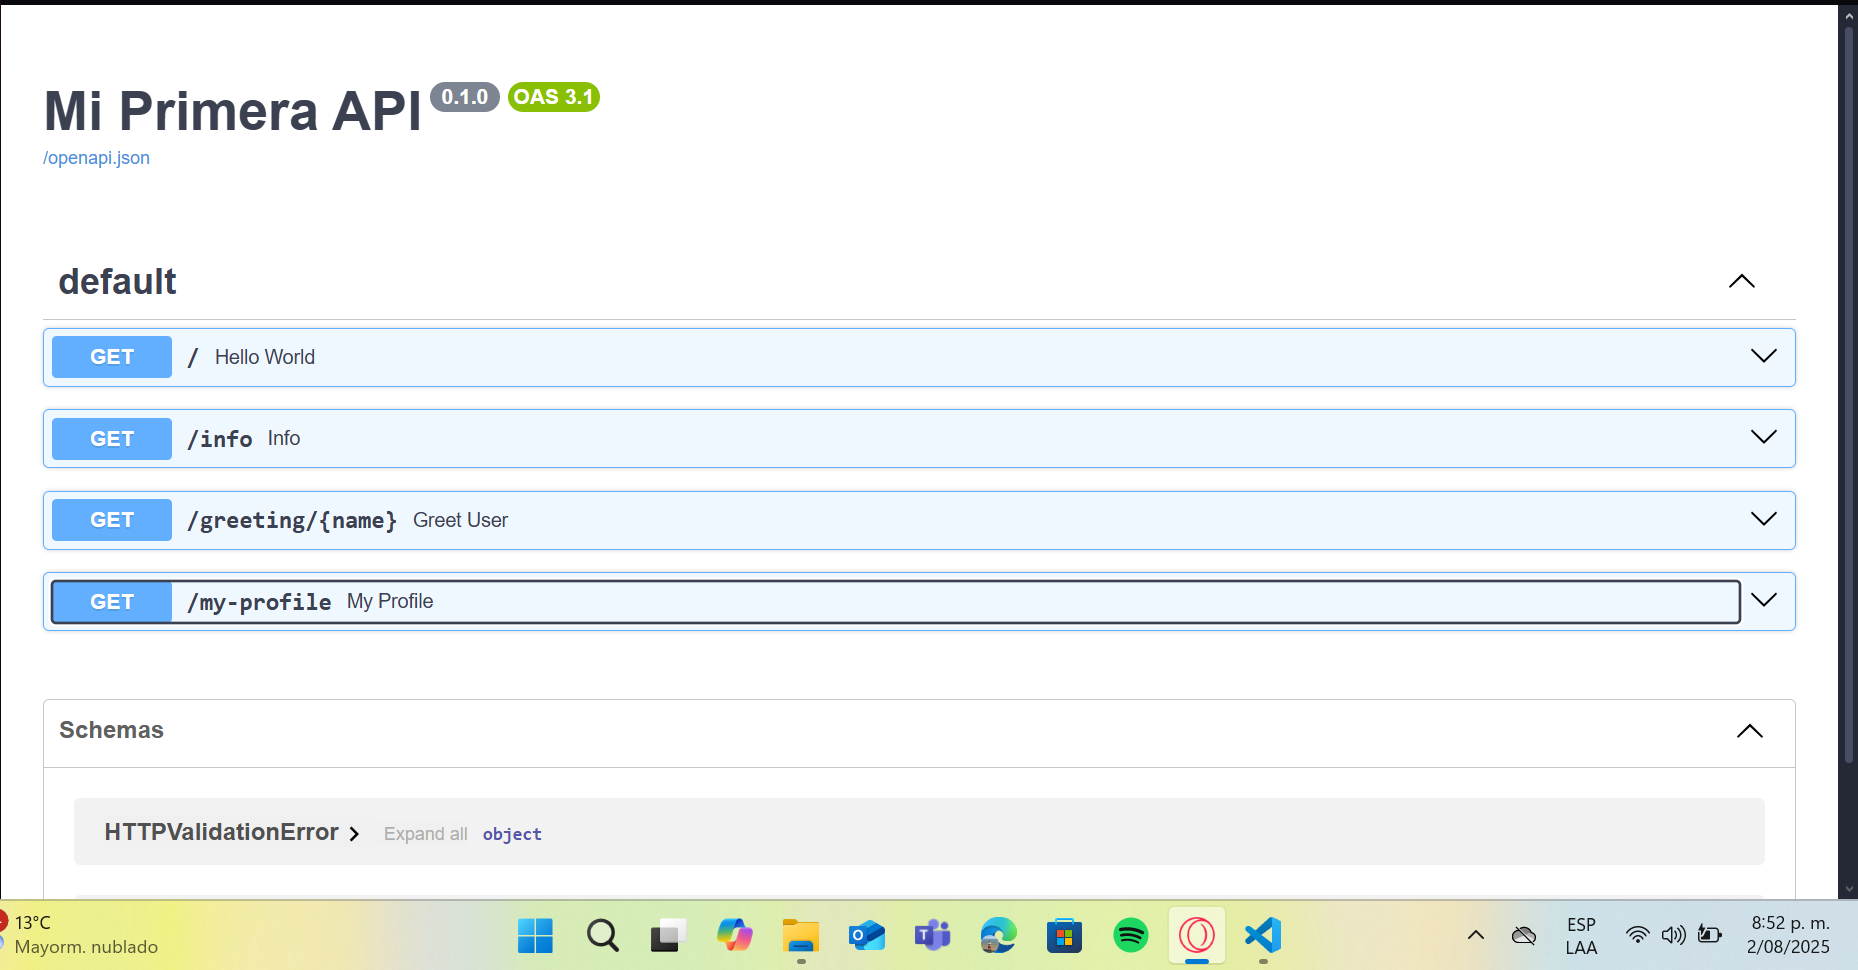 Mi Primera API 0.1.0 OAS 3.1
/openapi.json
default
GET / Hello World
GET /info Info
GET /greeting/{name} Greet User
GET /my-profile My Profile
Schemas
HTTPValidationError Expand all object
13°C
Mayorm. nublado
ESP
LAA
8:52 p. m.
2/08/2025